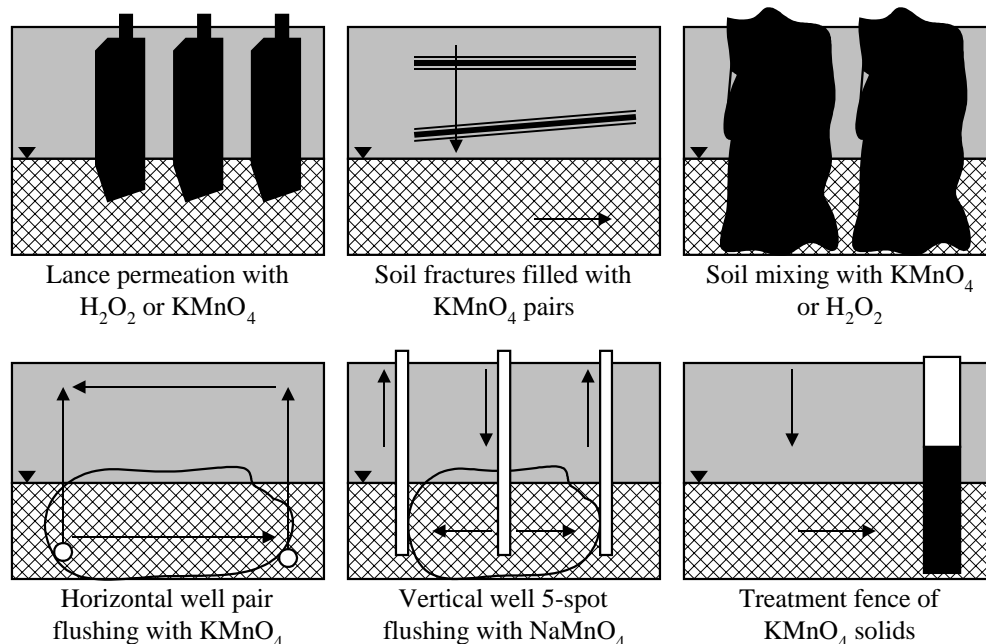 Lance permeation with
H₂O₂ or KMnO₄
Soil fractures filled with
KMnO₄ pairs
Soil mixing with KMnO₄
or H₂O₂
Horizontal well pair
flushing with KMnO₄
Vertical well 5-spot
flushing with NaMnO₄
Treatment fence of
KMnO₄ solids